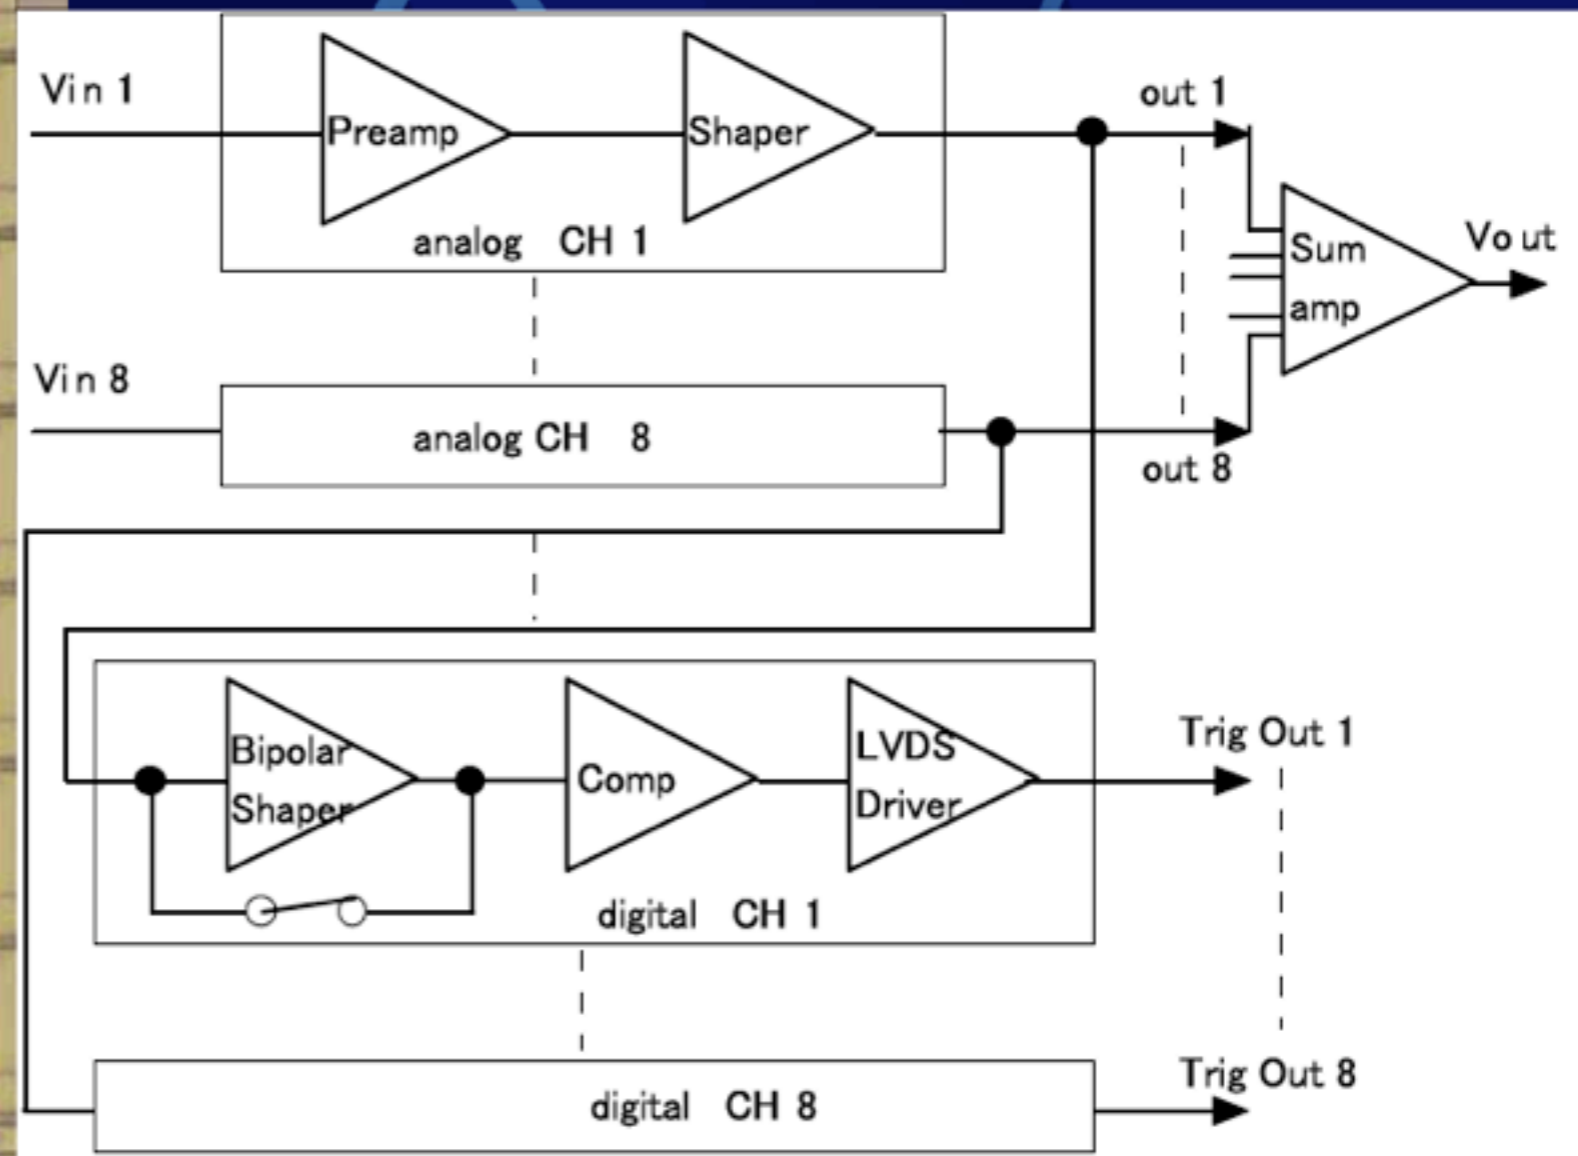 Vin 1
out 1
Preamp
Shaper
analog CH 1
Sum
amp
Vout
Vin 8
analog CH 8
out 8
Bipolar
Shaper
Comp
LVDS
Driver
Trig Out 1
digital CH 1
Trig Out 8
digital CH 8